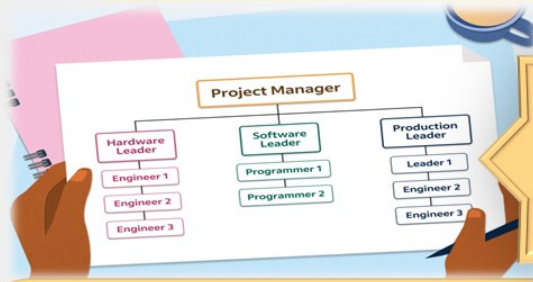 Project Manager
Hardware
Leader
Engineer 1
Engineer 2
Engineer 3
Software
Leader
Programmer 1
Programmer 2
Production
Leader
Leader 1
Engineer 2
Engineer 3